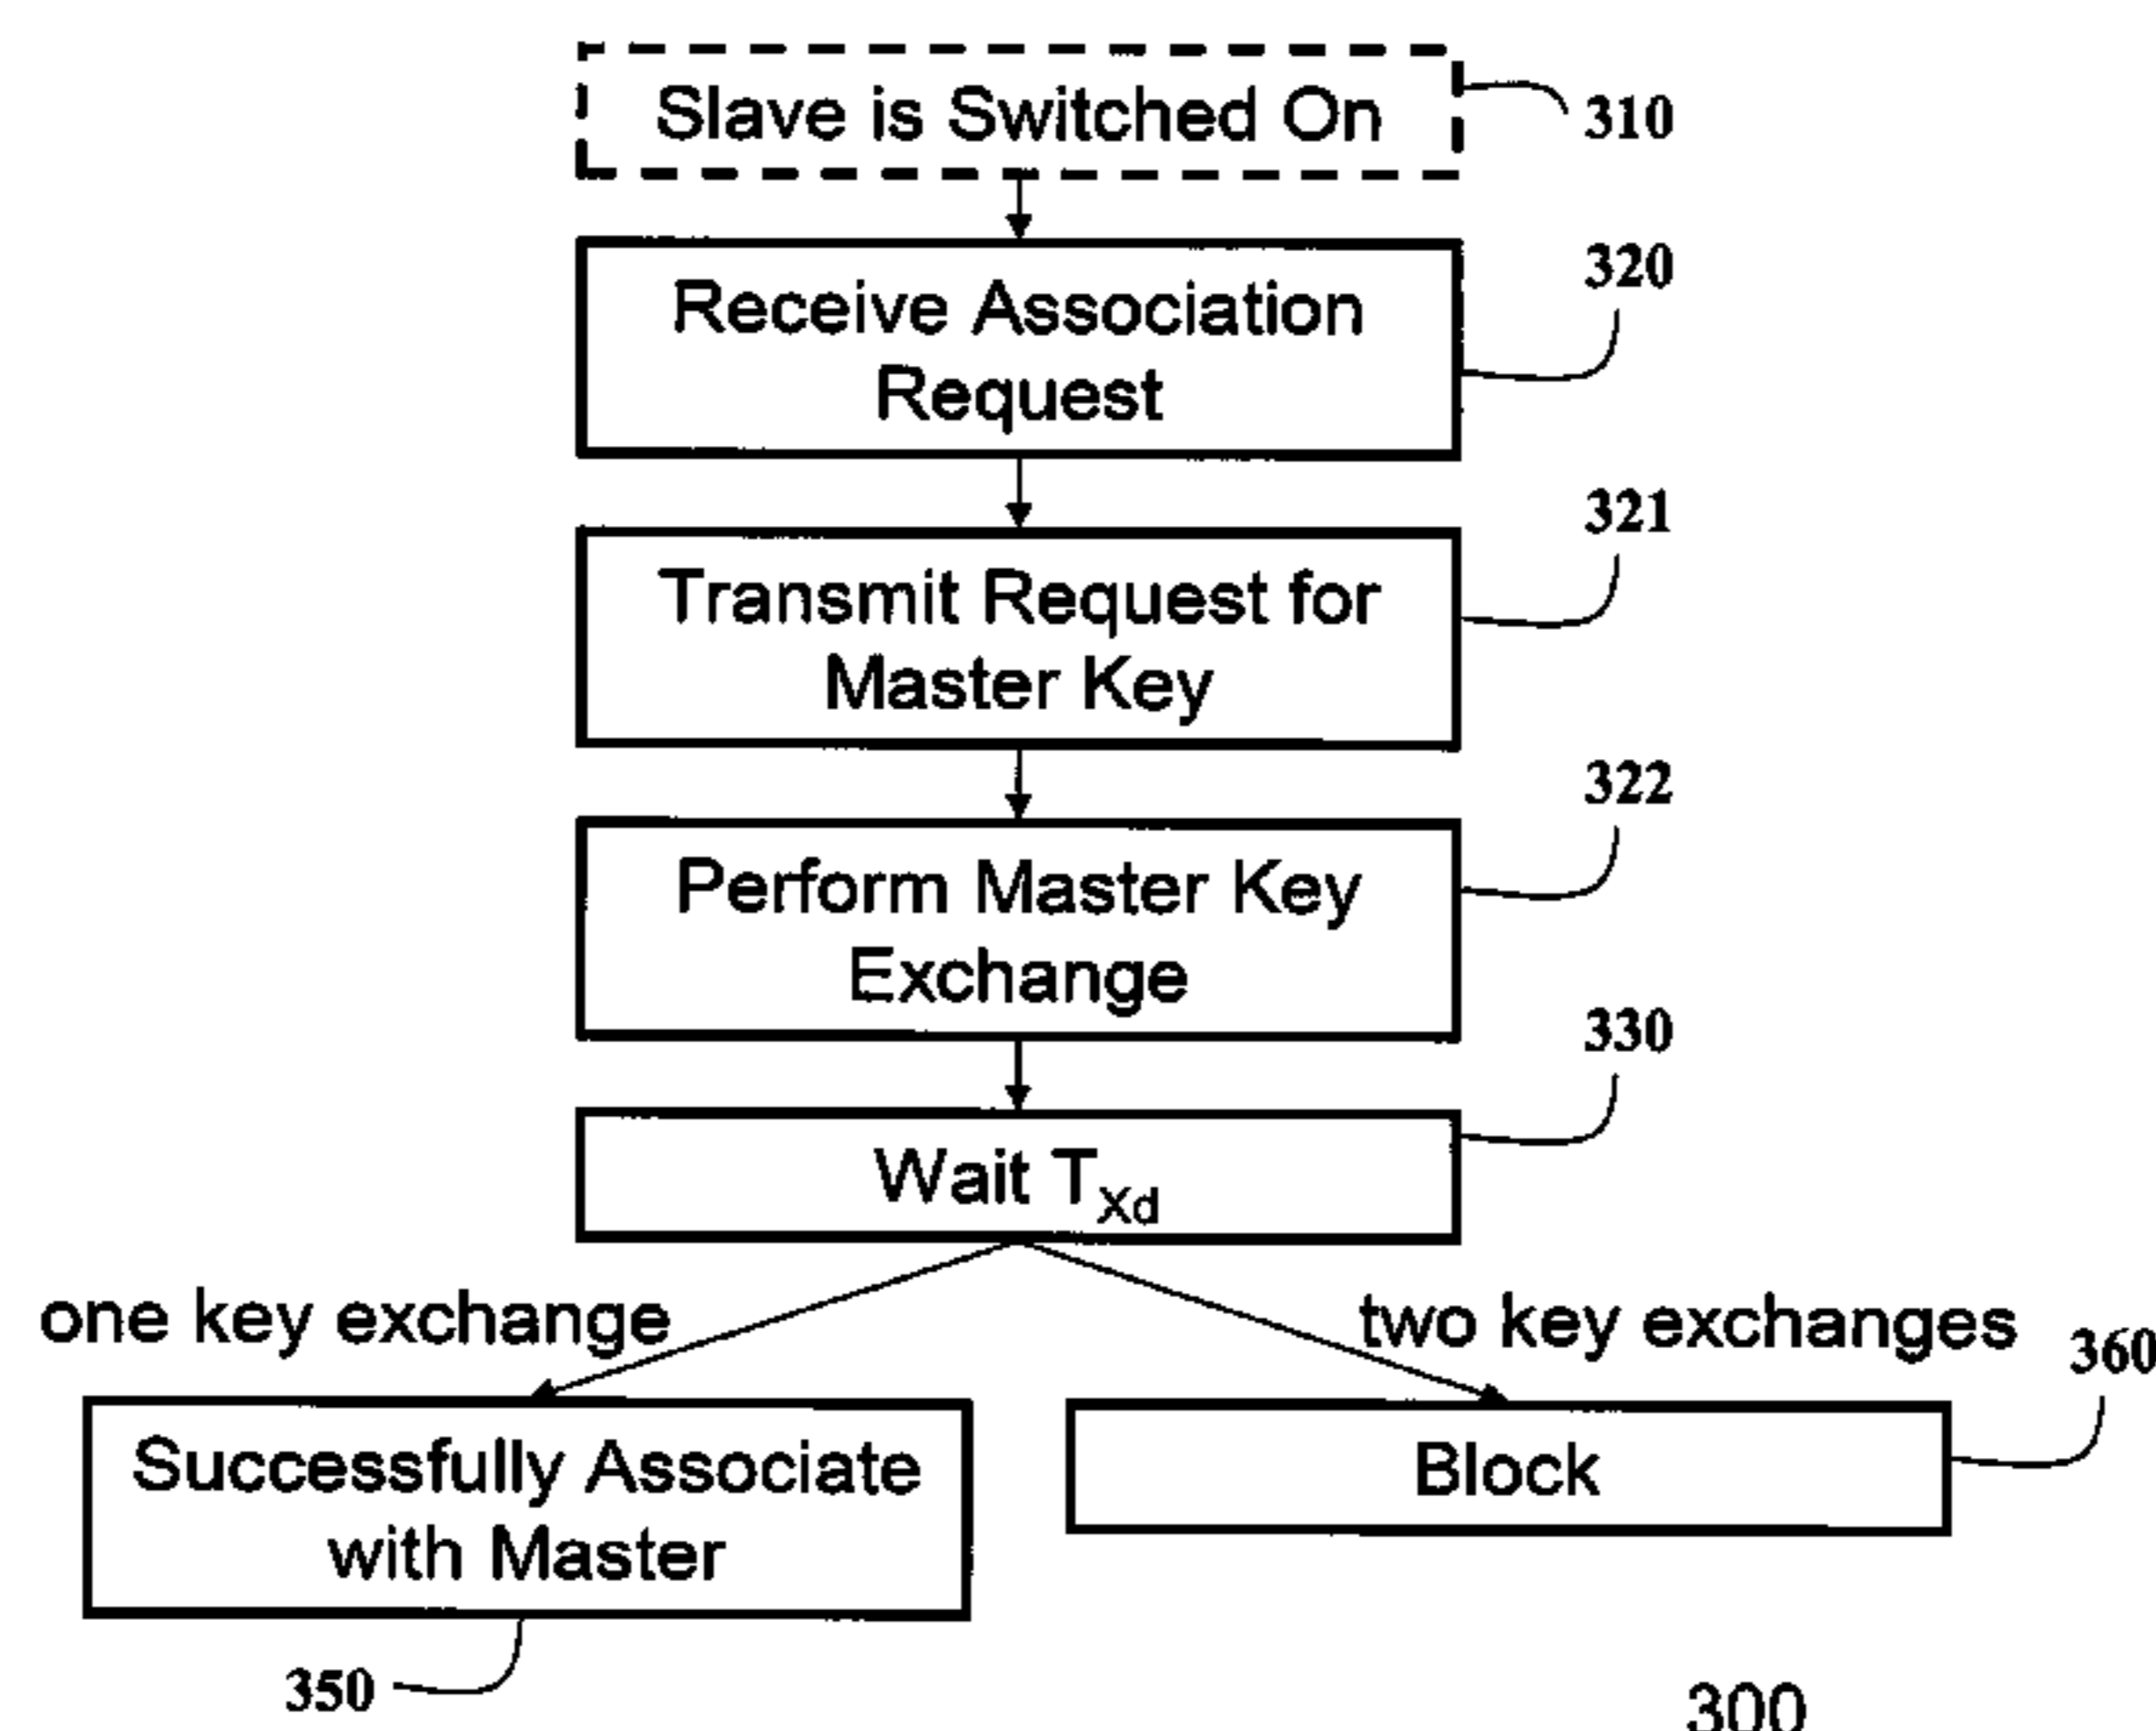 Slave is Switched On
310
Receive Association
Request
320
Transmit Request for
Master Key
321
Perform Master Key
Exchange
322
Wait T_Xd
330
one key exchange
two key exchanges
Successfully Associate
with Master
350
Block
360
300